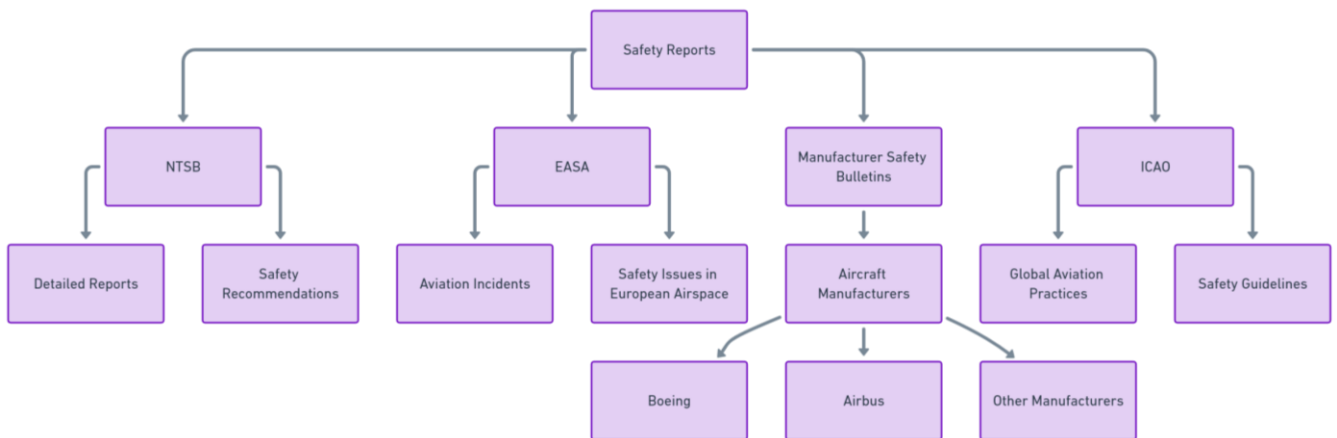 Safety Reports
NTSB
EASA
Manufacturer Safety
Bulletins
ICAO
Detailed Reports
Safety
Recommendations
Aviation Incidents
Safety Issues in
European Airspace
Aircraft
Manufacturers
Global Aviation
Practices
Safety Guidelines
Boeing
Airbus
Other Manufacturers